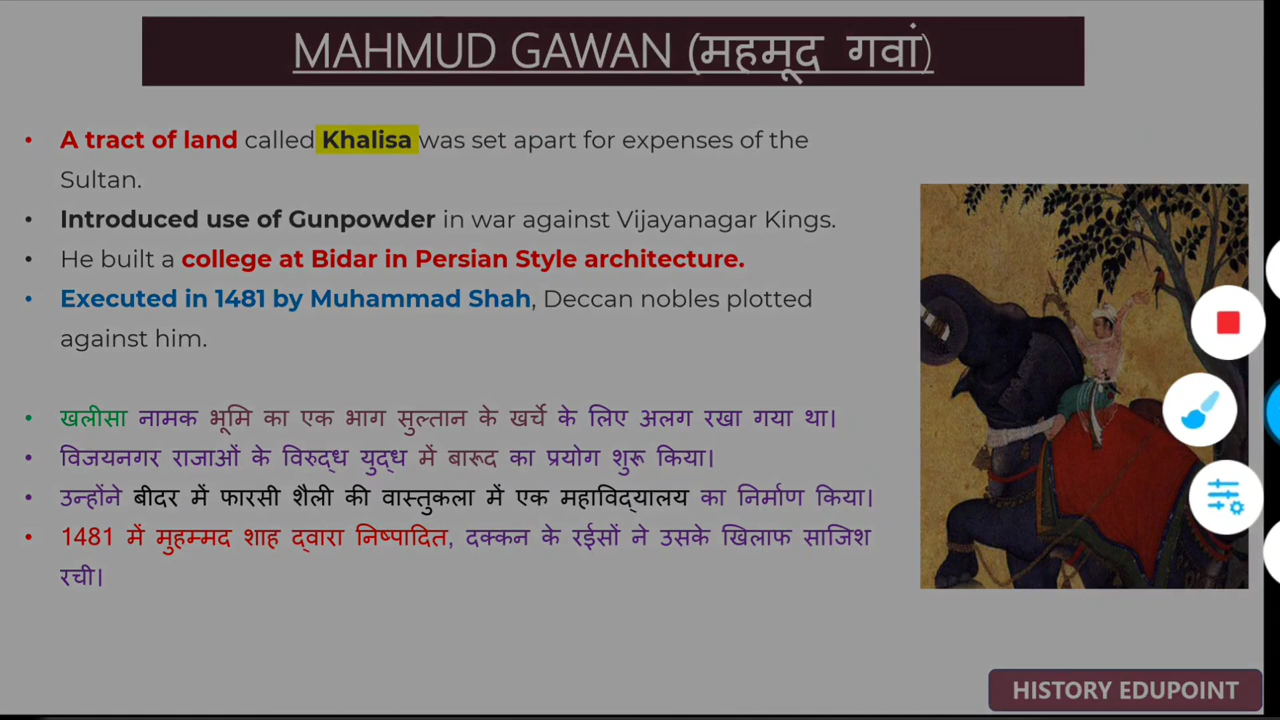 MAHMUD GAWAN (महमूद गवां)
• A tract of land called Khalisa was set apart for expenses of the
Sultan.
• Introduced use of Gunpowder in war against Vijayanagar Kings.
• He built a college at Bidar in Persian Style architecture.
• Executed in 1481 by Muhammad Shah, Deccan nobles plotted
against him.
• खलीसा नामक भूमि का एक भाग सुल्तान के खर्चे के लिए अलग रखा गया था।
• विजयनगर राजाओं के विरुद्ध युद्ध में बारूद का प्रयोग शुरू किया।
• उन्होंने बीदर में फारसी शैली की वास्तुकला में एक महाविद्यालय का निर्माण किया।
• 1481 में मुहम्मद शाह द्वारा निष्पादित, दक्कन के रईसों ने उसके खिलाफ साजिश
रची।
HISTORY EDUPOINT